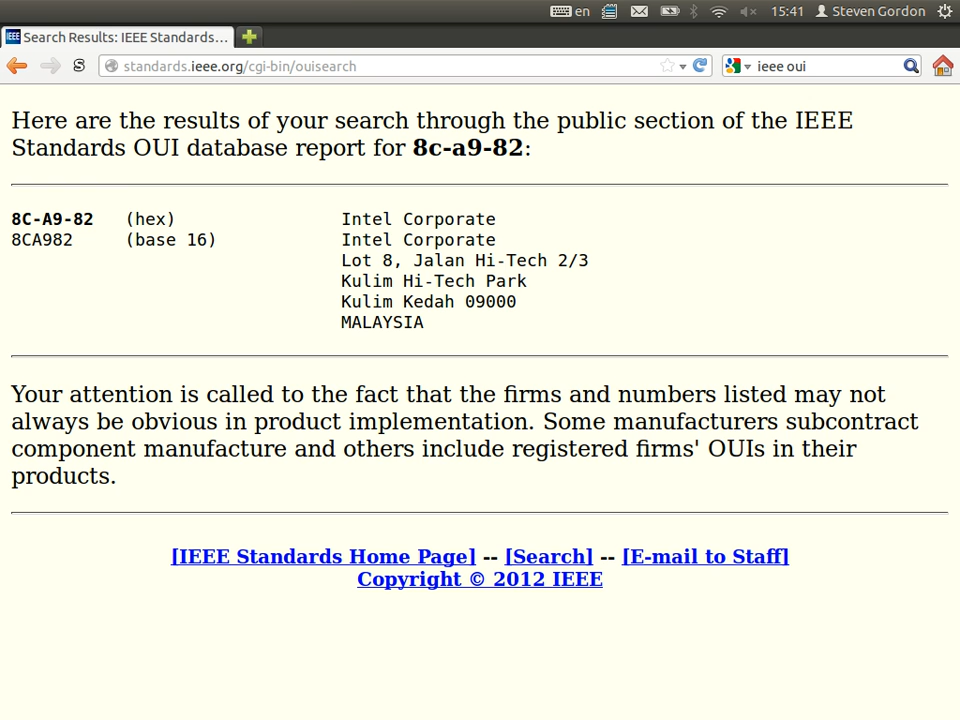 en 15:41 Steven Gordon
IEEE Search Results: IEEE Standards...
S standards.ieee.org/cgi-bin/ouisearch ieee oui
Here are the results of your search through the public section of the IEEE
Standards OUI database report for 8c-a9-82:
8C-A9-82 (hex) Intel Corporate
8CA982 (base 16) Intel Corporate
Lot 8, Jalan Hi-Tech 2/3
Kulim Hi-Tech Park
Kulim Kedah 09000
MALAYSIA
Your attention is called to the fact that the firms and numbers listed may not
always be obvious in product implementation. Some manufacturers subcontract
component manufacture and others include registered firms' OUIs in their
products.
[IEEE Standards Home Page] -- [Search] -- [E-mail to Staff]
Copyright © 2012 IEEE